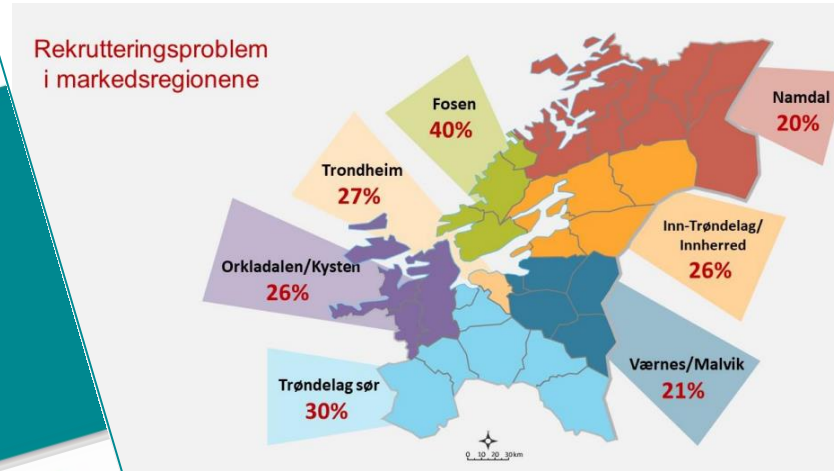 Rekrutteringsproblem
i markedsregionene
Fosen
40%
Namdal
20%
Trondheim
27%
Inn-Trøndelag/
Innherred
26%
Orkladalen/Kysten
26%
Værnes/Malvik
21%
Trøndelag sør
30%
0 10 20 30km